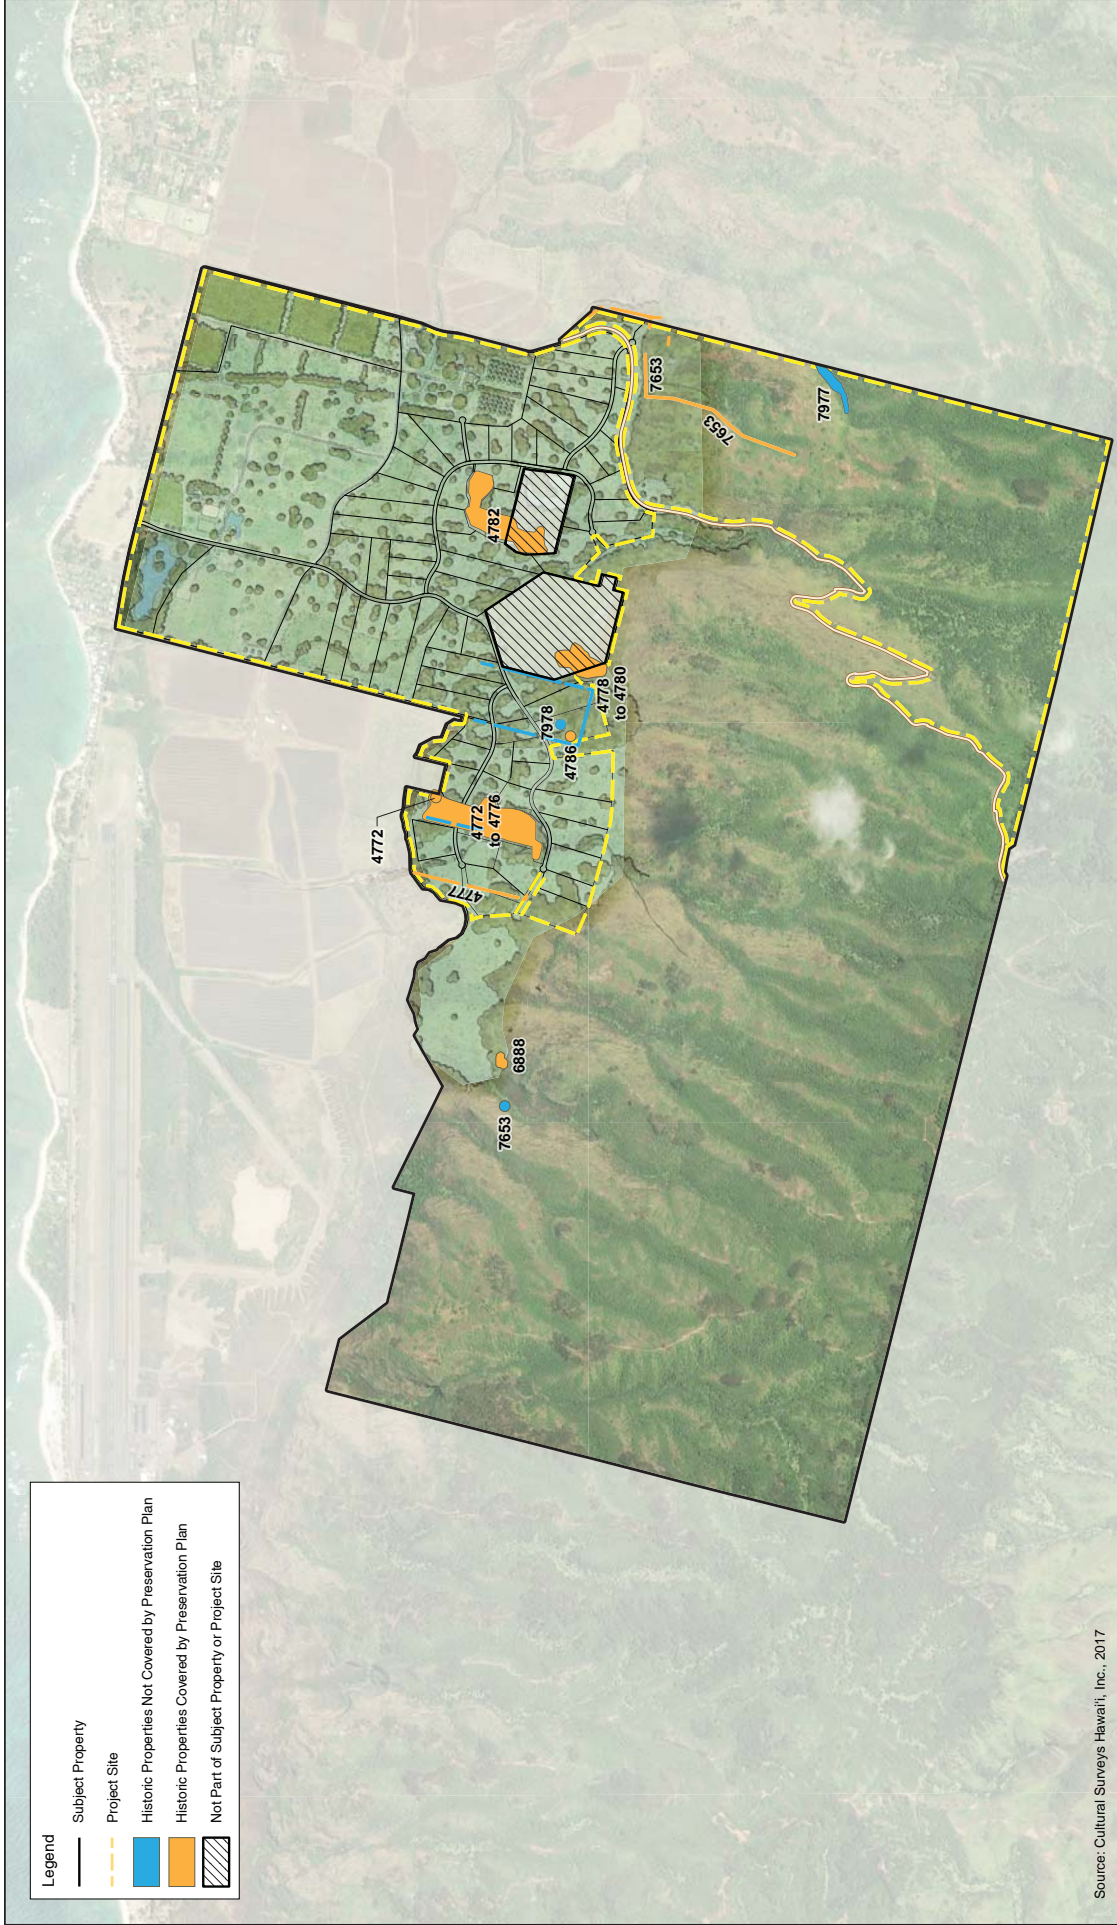 Legend
Subject Property
Project Site
Historic Properties Not Covered by Preservation Plan
Historic Properties Covered by Preservation Plan
Not Part of Subject Property or Project Site
7653
6888
4777
4772
4772
to 4776
4786
7978
4778
to 4780
4782
7653
7653
7977
Source: Cultural Surveys Hawai'i, Inc., 2017